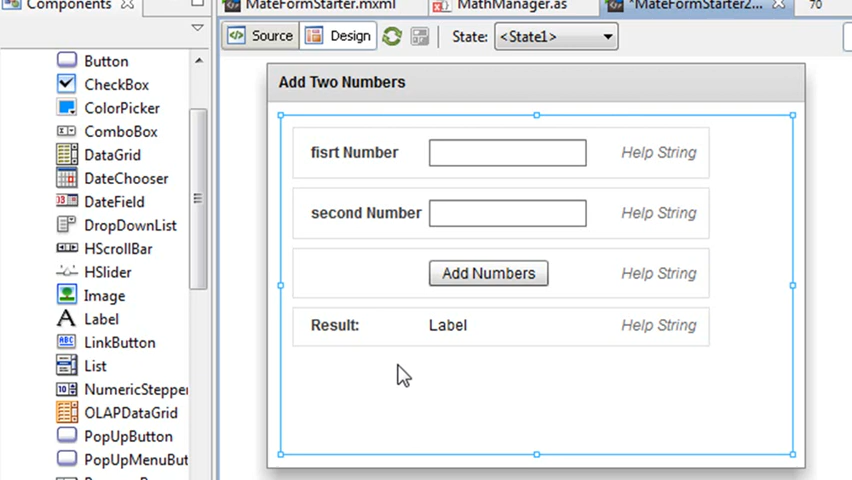 Components
MateFormStarter.mxml
MathManager.as
*MateFormStarter2...
70
Source
Design
State:
<State1>
Button
CheckBox
ColorPicker
ComboBox
DataGrid
DateChooser
DateField
DropDownList
HScrollBar
HSlider
Image
Label
LinkButton
List
NumericStepper
OLAPDataGrid
PopUpButton
PopUpMenuBut
Add Two Numbers
fisrt Number
Help String
second Number
Help String
Add Numbers
Help String
Result:
Label
Help String